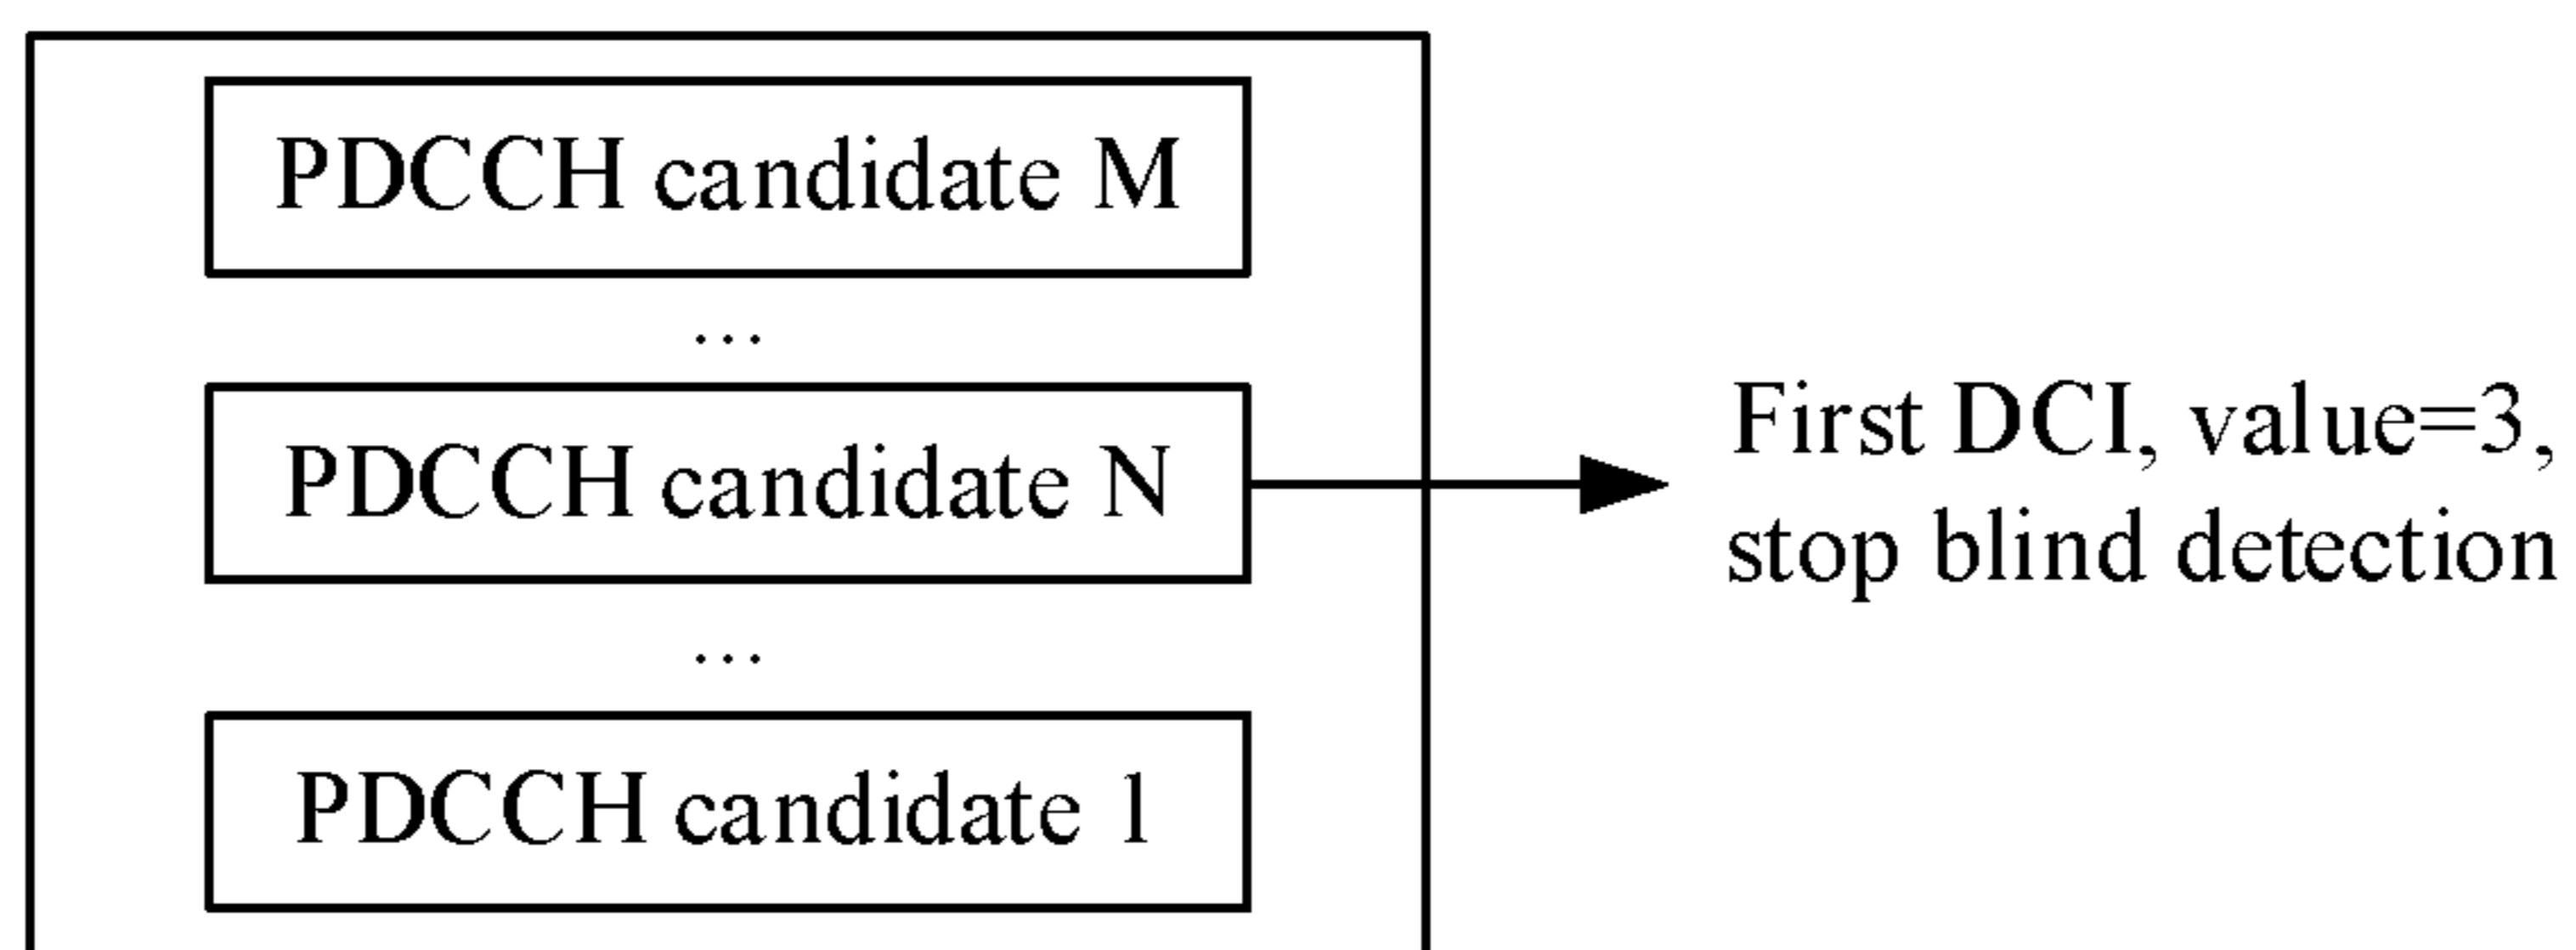 PDCCH candidate M
...
PDCCH candidate N
First DCI, value=3,
stop blind detection
...
PDCCH candidate 1